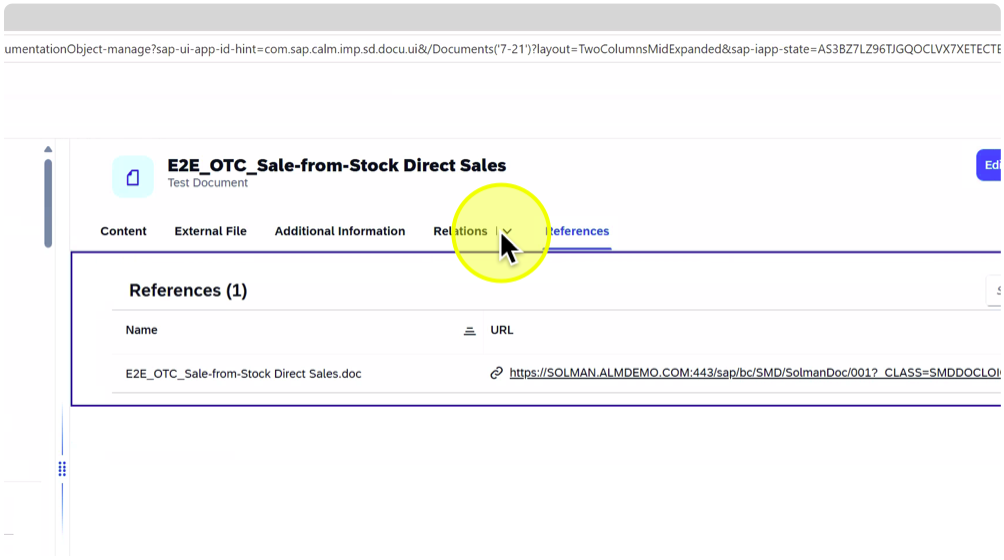 umentationObject-manage?sap-ui-app-id-hint=com.sap.calm.imp.sd.docu.ui&/Documents('7-21')?layout=TwoColumnsMidExpanded&sap-iapp-state=AS3BZ7LZ96TJGQOCLVX7XETECTE
E2E_OTC_Sale-from-Stock Direct Sales
Test Document
Edi
Content External File Additional Information Relations References
References (1)
Name URL
E2E_OTC_Sale-from-Stock Direct Sales.doc https://SOLMAN.ALMDEMO.COM:443/sap/bc/SMD/SolmanDoc/001?_CLASS=SMDDOCLOI